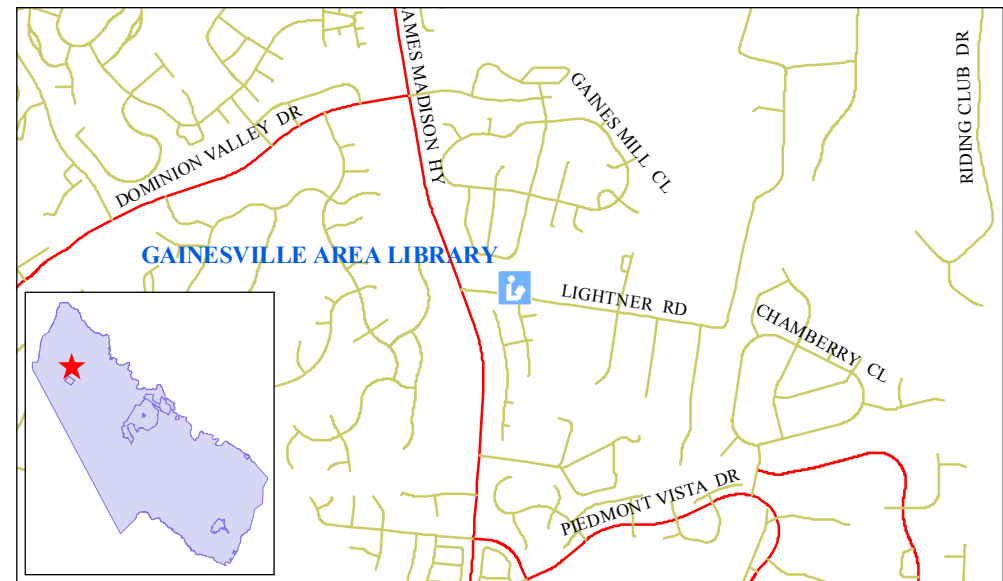 AMES MADISON HY
GAINES MILL CL
RIDING CLUB DR
DOMINION VALLEY DR
GAINESVILLE AREA LIBRARY
LIGHTNER RD
CHAMBERRY CL
PIEDMONT VISTA DR